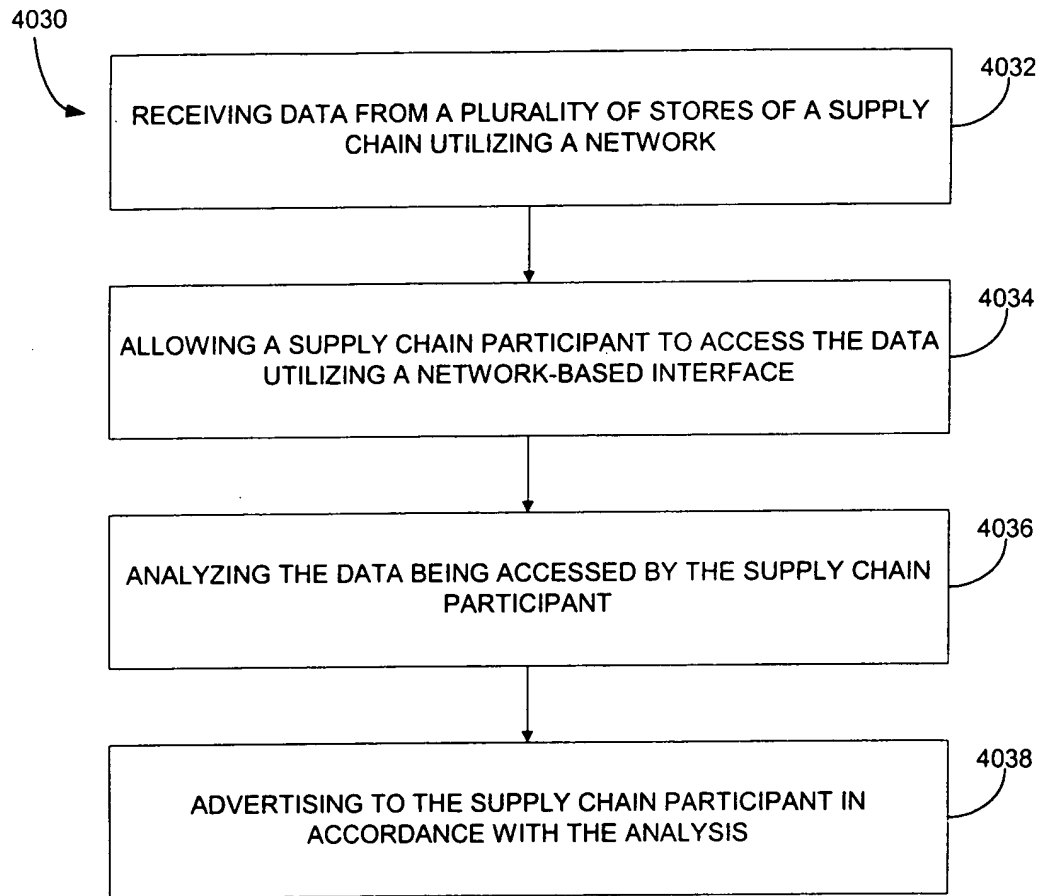 4030
4032
RECEIVING DATA FROM A PLURALITY OF STORES OF A SUPPLY
CHAIN UTILIZING A NETWORK
4034
ALLOWING A SUPPLY CHAIN PARTICIPANT TO ACCESS THE DATA
UTILIZING A NETWORK-BASED INTERFACE
4036
ANALYZING THE DATA BEING ACCESSED BY THE SUPPLY CHAIN
PARTICIPANT
4038
ADVERTISING TO THE SUPPLY CHAIN PARTICIPANT IN
ACCORDANCE WITH THE ANALYSIS